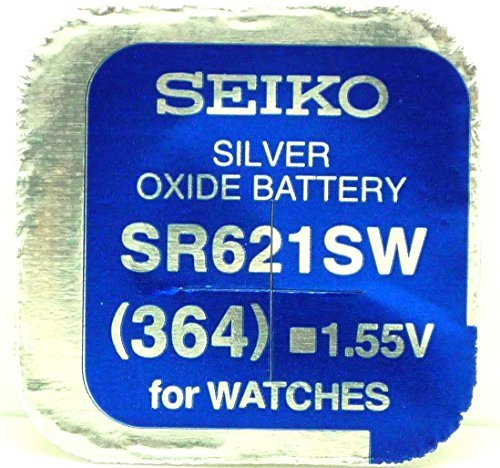 SEIKO
SILVER
OXIDE BATTERY
SR621SW
(364) ■1.55V
for WATCHES